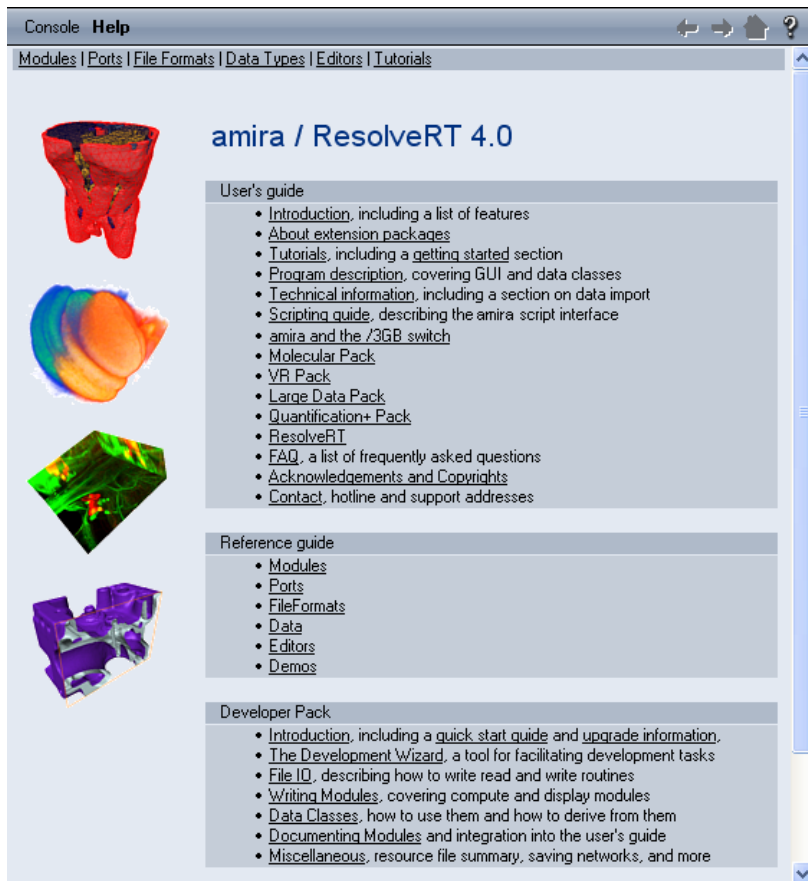 Console Help
Modules | Ports | File Formats | Data Types | Editors | Tutorials
amira / ResolveRT 4.0
User's guide
• Introduction, including a list of features
• About extension packages
• Tutorials, including a getting started section
• Program description, covering GUI and data classes
• Technical information, including a section on data import
• Scripting guide, describing the amira script interface
• amira and the /3GB switch
• Molecular Pack
• VR Pack
• Large Data Pack
• Quantification+ Pack
• ResolveRT
• FAQ, a list of frequently asked questions
• Acknowledgements and Copyrights
• Contact, hotline and support addresses
Reference guide
• Modules
• Ports
• FileFormats
• Data
• Editors
• Demos
Developer Pack
• Introduction, including a quick start guide and upgrade information,
• The Development Wizard, a tool for facilitating development tasks
• File IO, describing how to write read and write routines
• Writing Modules, covering compute and display modules
• Data Classes, how to use them and how to derive from them
• Documenting Modules and integration into the user's guide
• Miscellaneous, resource file summary, saving networks, and more